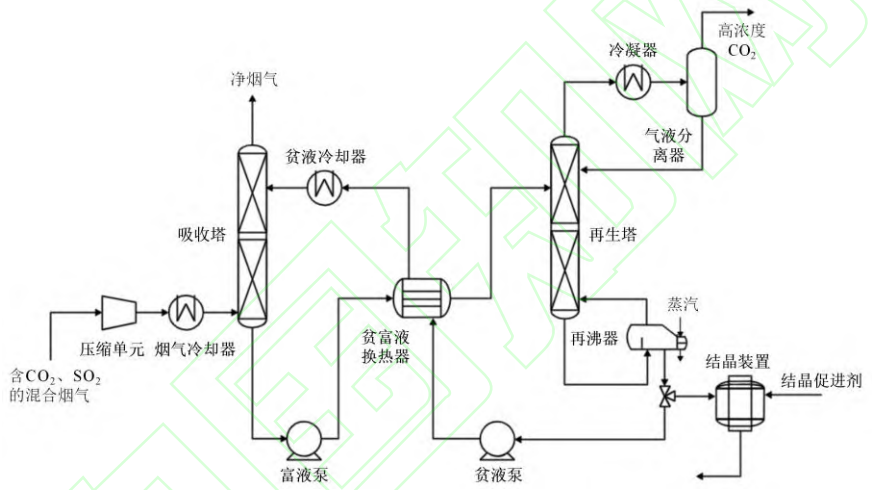 高浓度
CO₂
冷凝器
净烟气
气液分
离器
贫液冷却器
吸收塔
再生塔
蒸汽
再沸器
压缩单元
烟气冷却器
贫富液
换热器
结晶装置
结晶促进剂
含CO₂、SO₂
的混合烟气
富液泵
贫液泵